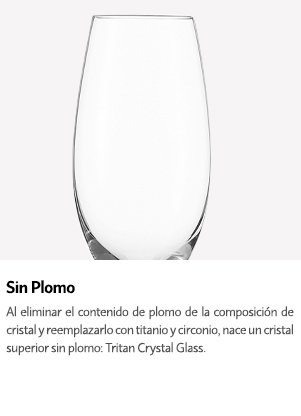 Sin Plomo
Al eliminar el contenido de plomo de la composición de
cristal y reemplazarlo con titanio y circonio, nace un cristal
superior sin plomo: Tritan Crystal Glass.